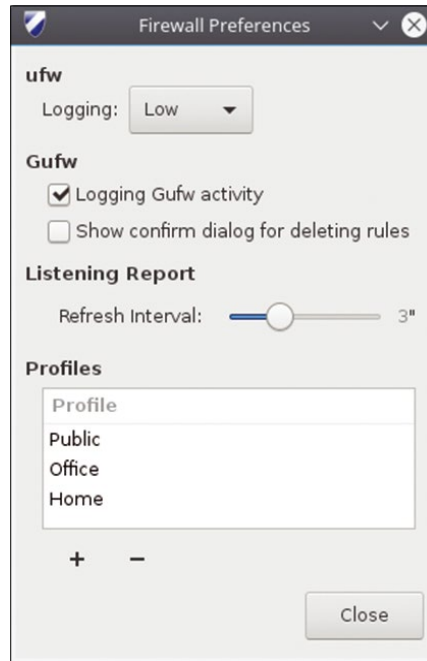 Firewall Preferences
ufw
Logging: Low
Gufw
Logging Gufw activity
Show confirm dialog for deleting rules
Listening Report
Refresh Interval: 3"
Profiles
Profile
Public
Office
Home
+ −
Close